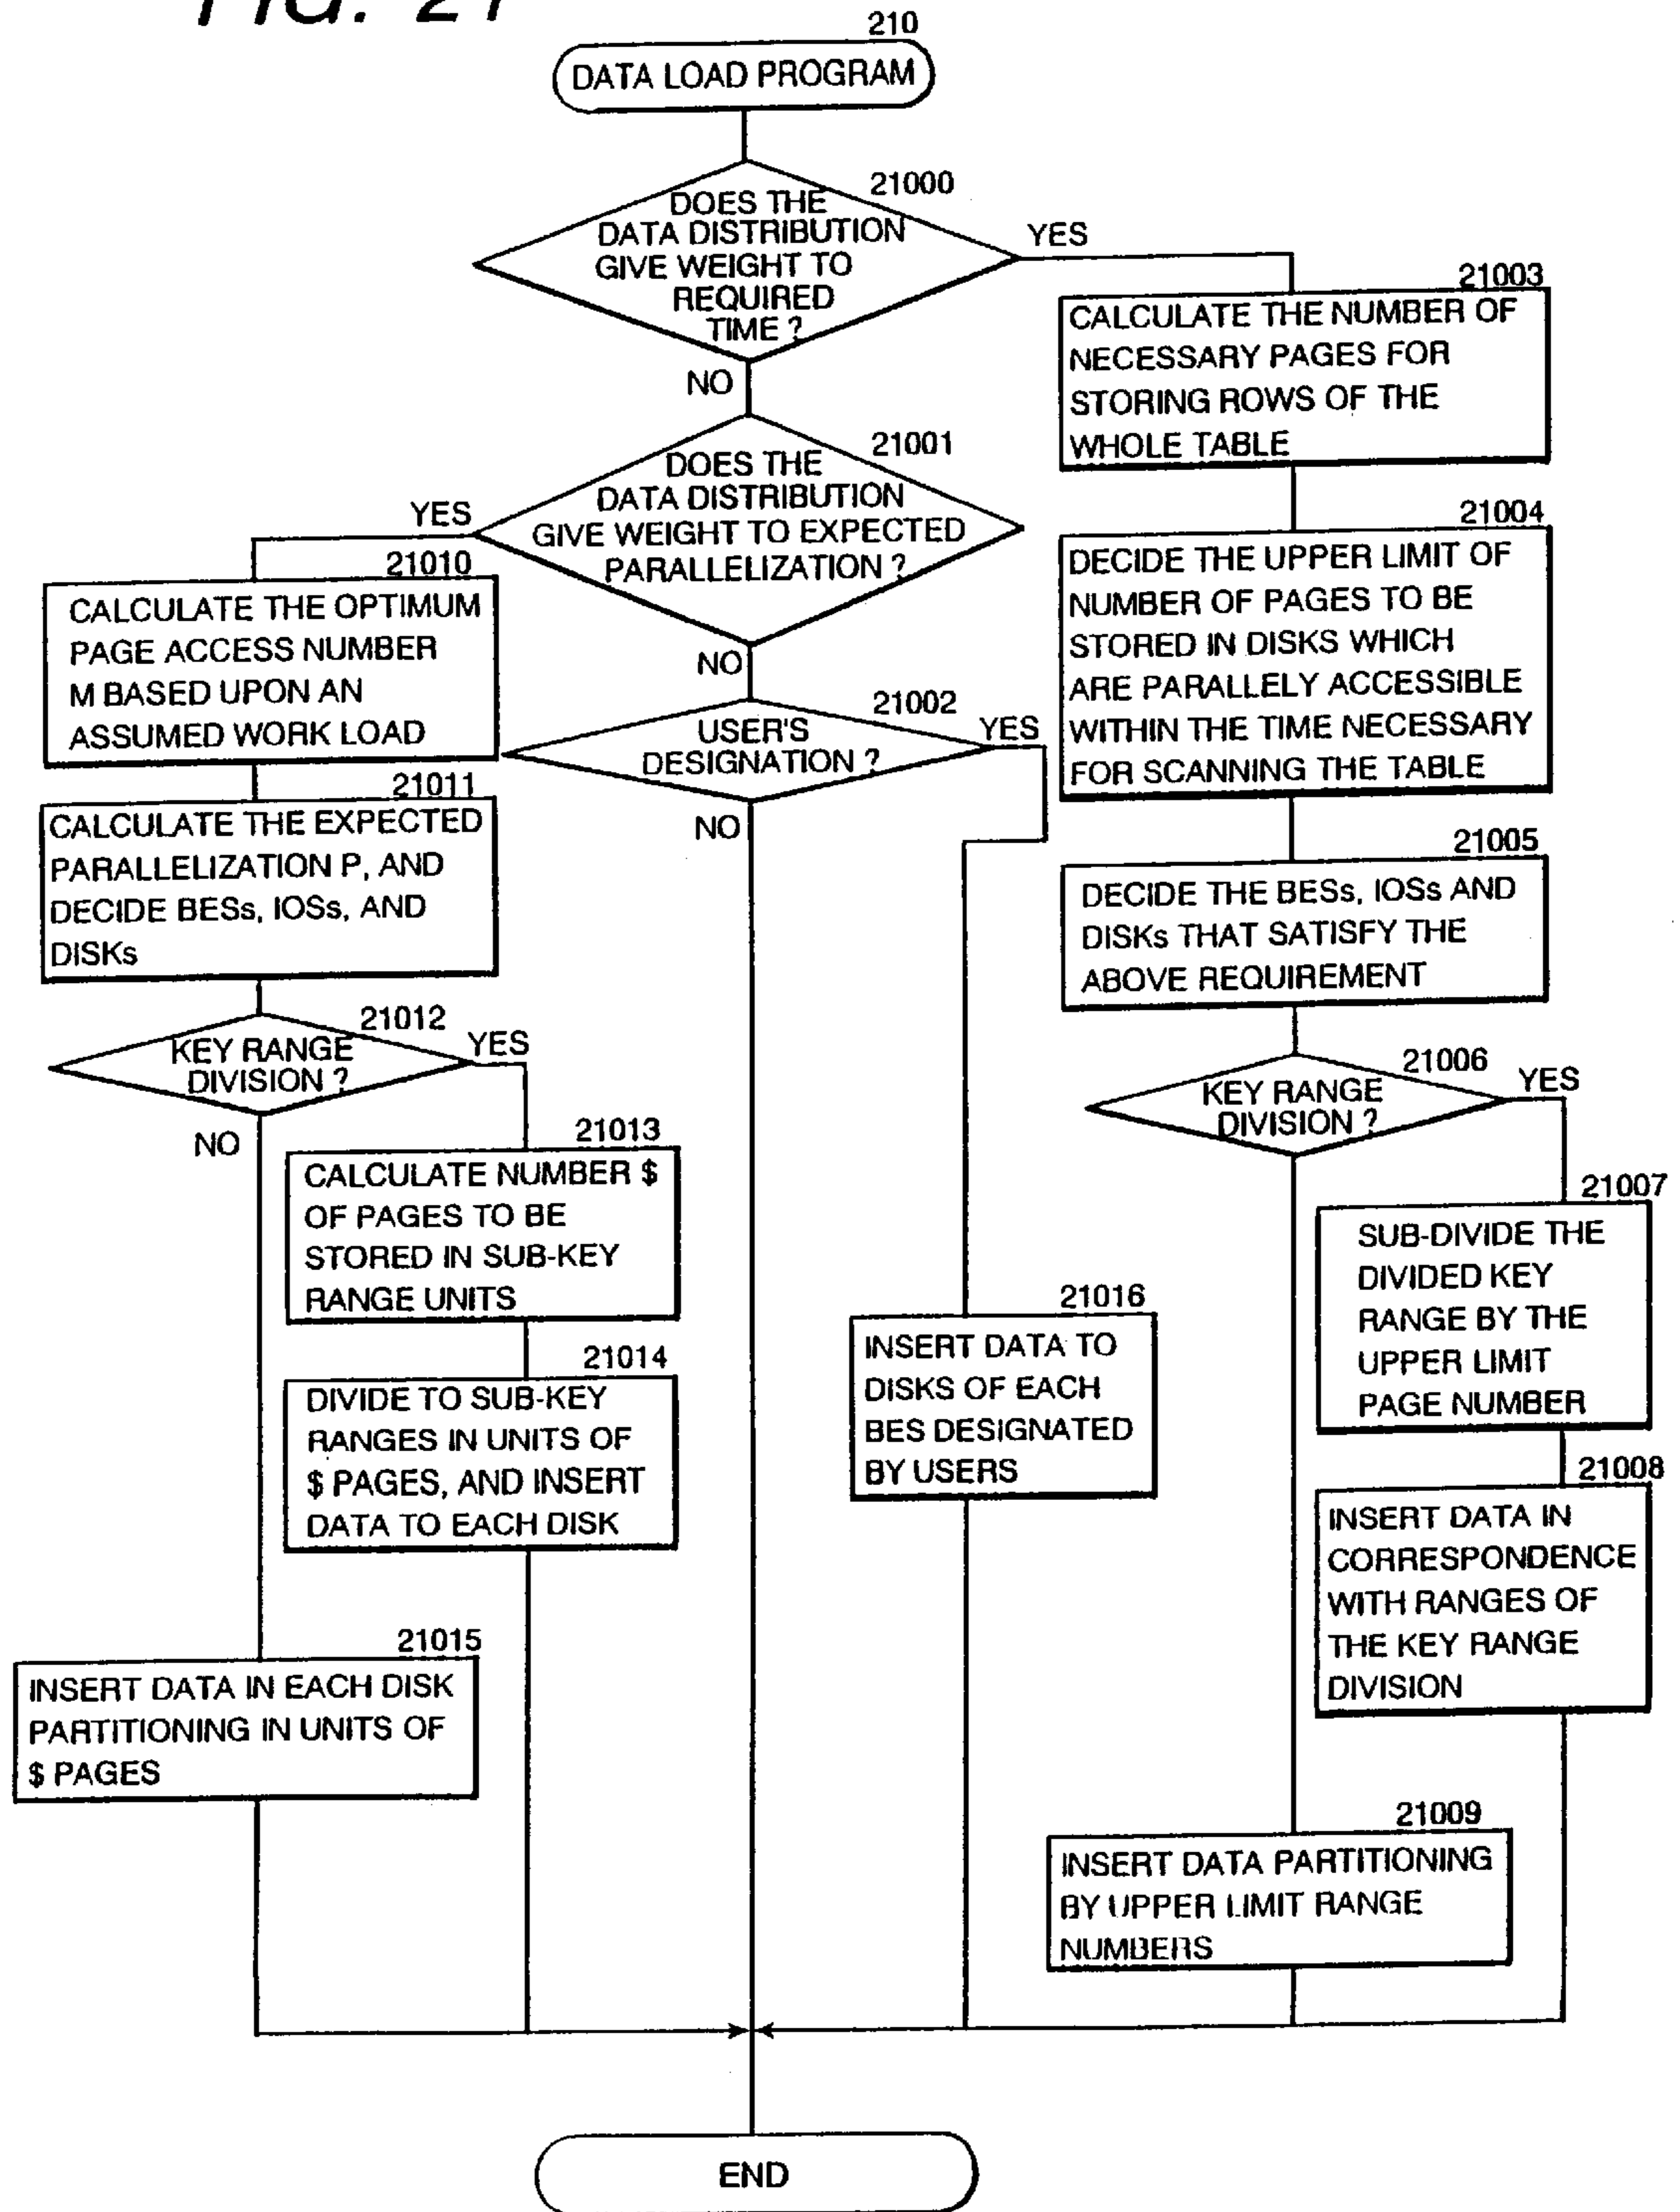 FIG. 21
210
DATA LOAD PROGRAM
21000
DOES THE
DATA DISTRIBUTION
GIVE WEIGHT TO
REQUIRED
TIME ?
YES
NO
21003
CALCULATE THE NUMBER OF
NECESSARY PAGES FOR
STORING ROWS OF THE
WHOLE TABLE
21001
DOES THE
DATA DISTRIBUTION
GIVE WEIGHT TO EXPECTED
PARALLELIZATION ?
YES
NO
21004
DECIDE THE UPPER LIMIT OF
NUMBER OF PAGES TO BE
STORED IN DISKS WHICH
ARE PARALLELY ACCESSIBLE
WITHIN THE TIME NECESSARY
FOR SCANNING THE TABLE
21010
CALCULATE THE OPTIMUM
PAGE ACCESS NUMBER
M BASED UPON AN
ASSUMED WORK LOAD
21002
USER'S
DESIGNATION ?
YES
NO
21011
CALCULATE THE EXPECTED
PARALLELIZATION P, AND
DECIDE BESs, IOSs, AND
DISKs
21005
DECIDE THE BESs, IOSs AND
DISKs THAT SATISFY THE
ABOVE REQUIREMENT
21012
KEY RANGE
DIVISION ?
YES
NO
21006
KEY RANGE
DIVISION ?
YES
21013
CALCULATE NUMBER $
OF PAGES TO BE
STORED IN SUB-KEY
RANGE UNITS
21007
SUB-DIVIDE THE
DIVIDED KEY
RANGE BY THE
UPPER LIMIT
PAGE NUMBER
21016
INSERT DATA TO
DISKS OF EACH
BES DESIGNATED
BY USERS
21014
DIVIDE TO SUB-KEY
RANGES IN UNITS OF
$ PAGES, AND INSERT
DATA TO EACH DISK
21008
INSERT DATA IN
CORRESPONDENCE
WITH RANGES OF
THE KEY RANGE
DIVISION
21015
INSERT DATA IN EACH DISK
PARTITIONING IN UNITS OF
$ PAGES
21009
INSERT DATA PARTITIONING
BY UPPER LIMIT RANGE
NUMBERS
END